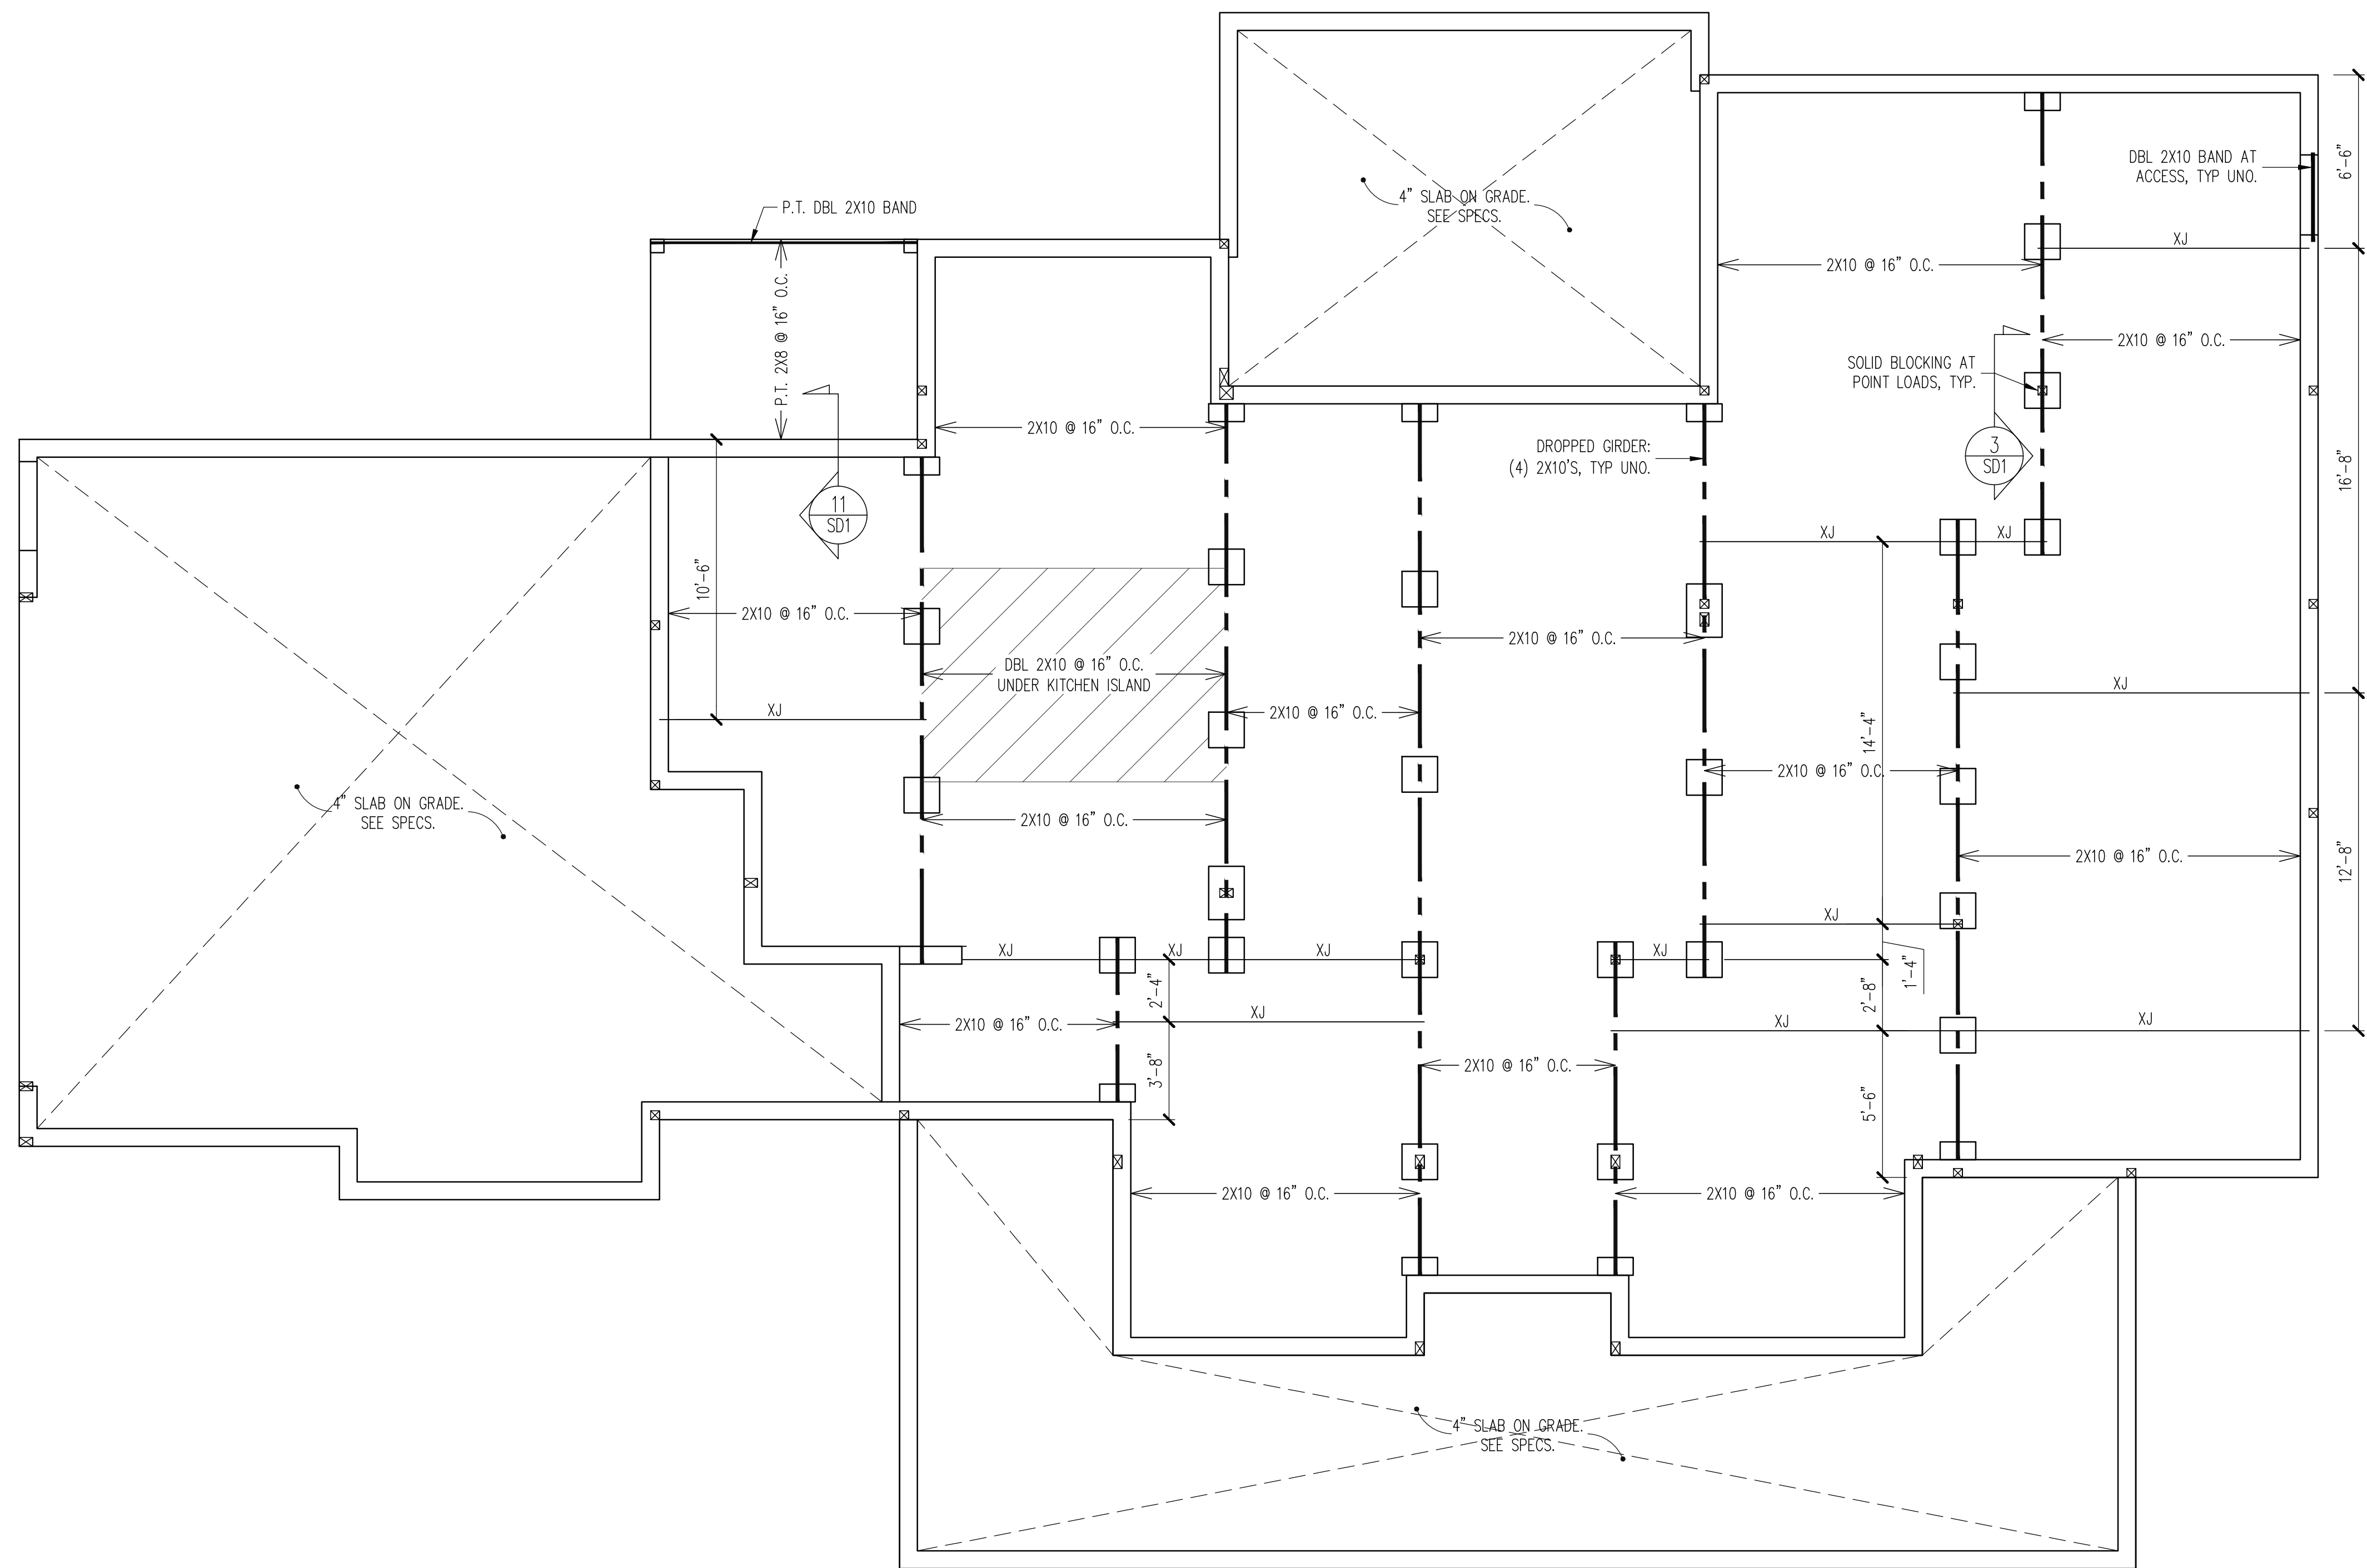 DBL 2X10 BAND AT
ACCESS, TYP UNO.
6'-6"
4" SLAB ON GRADE.
SEE SPECS.
P.T. DBL 2X10 BAND
XJ
2X10 @ 16" O.C.
P.T. 2X8 @ 16" O.C.
2X10 @ 16" O.C.
SOLID BLOCKING AT
POINT LOADS, TYP.
2X10 @ 16" O.C.
DROPPED GIRDER:
(4) 2X10'S, TYP UNO.
3
SD1
16'-8"
11
SD1
XJ
XJ
10'-6"
2X10 @ 16" O.C.
2X10 @ 16" O.C.
DBL 2X10 @ 16" O.C.
UNDER KITCHEN ISLAND
XJ
XJ
2X10 @ 16" O.C.
14'-4"
2X10 @ 16" O.C.
4" SLAB ON GRADE.
SEE SPECS.
2X10 @ 16" O.C.
2X10 @ 16" O.C.
12'-8"
XJ
XJ
XJ
XJ
XJ
1'-4"
2'-4"
2'-8"
XJ
XJ
XJ
2X10 @ 16" O.C.
2X10 @ 16" O.C.
3'-8"
5'-6"
2X10 @ 16" O.C.
2X10 @ 16" O.C.
4" SLAB ON GRADE.
SEE SPECS.